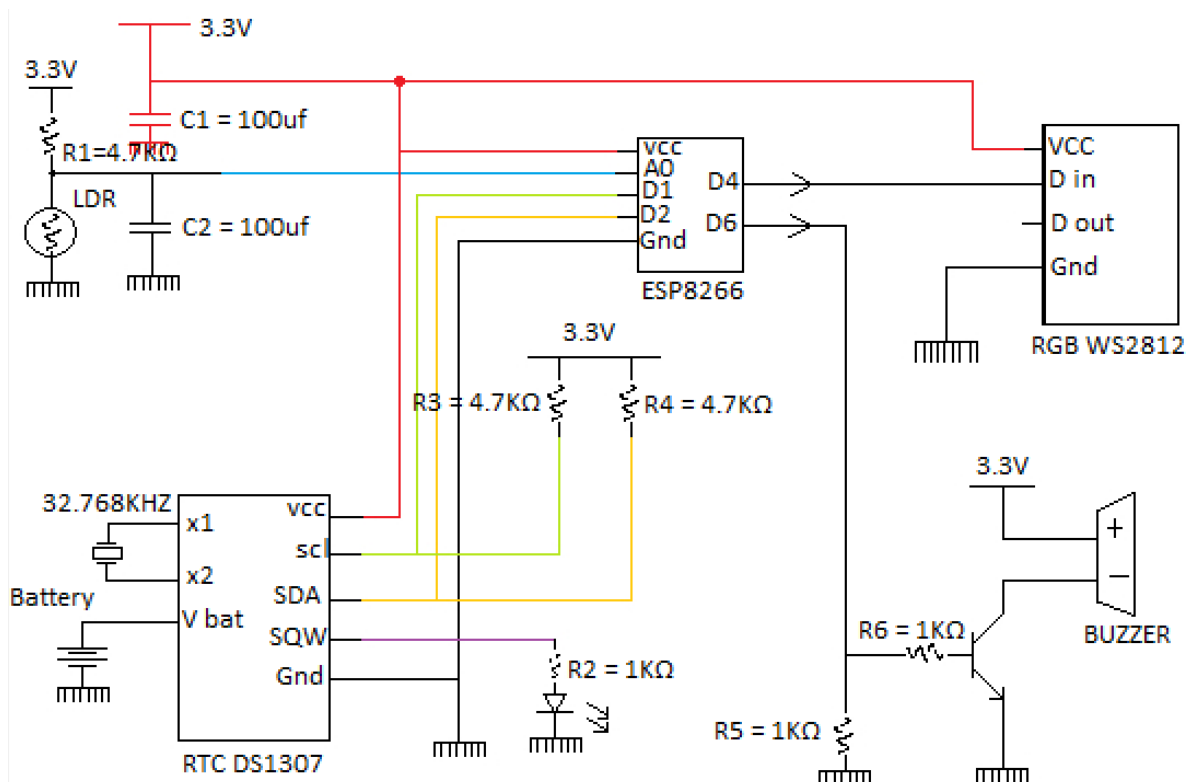 3.3V
3.3V
C1 = 100uf
R1=4.7KΩ
LDR
C2 = 100uf
vcc
A0
D1
D2
Gnd
D4
D6
ESP8266
VCC
D in
D out
Gnd
RGB WS2812
3.3V
R3 = 4.7KΩ
R4 = 4.7KΩ
32.768KHZ
x1
x2
Battery
V bat
vcc
scl
SDA
SQW
Gnd
RTC DS1307
R2 = 1KΩ
3.3V
+
−
BUZZER
R6 = 1KΩ
R5 = 1KΩ